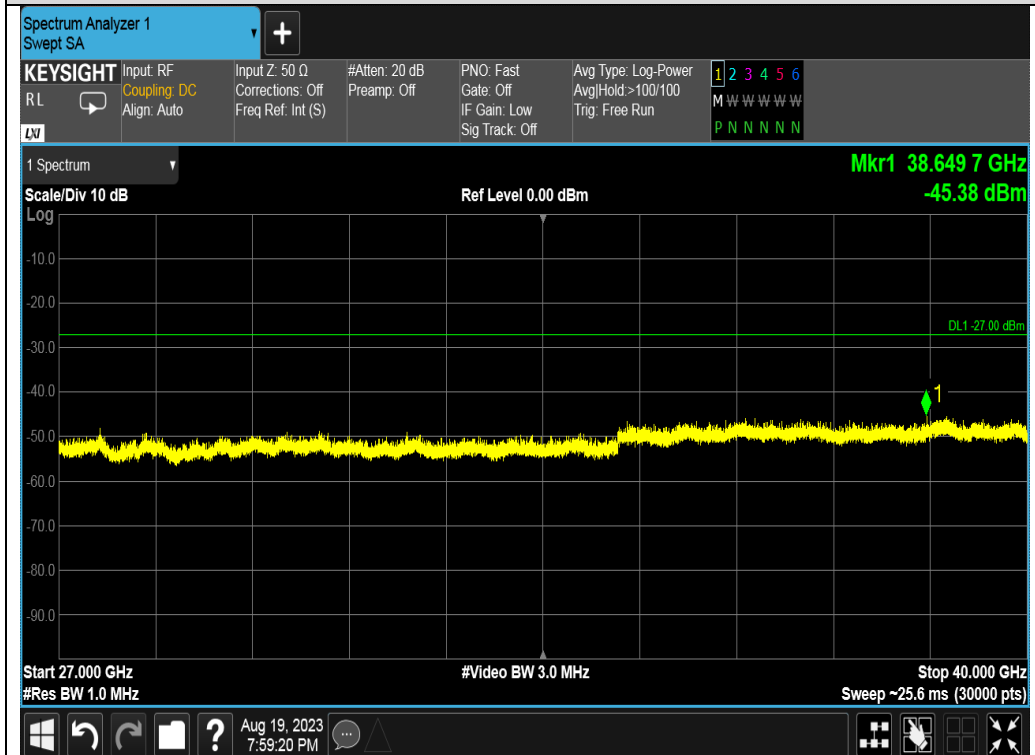 Spectrum Analyzer 1
Swept SA
+
KEYSIGHT
RL
LXI
Input: RF
Coupling: DC
Align: Auto
Input Z: 50 Ω
Corrections: Off
Freq Ref: Int (S)
#Atten: 20 dB
Preamp: Off
PNO: Fast
Gate: Off
IF Gain: Low
Sig Track: Off
Avg Type: Log-Power
Avg|Hold:>100/100
Trig: Free Run
1 2 3 4 5 6
M W W W W W
P N N N N N
1 Spectrum
Mkr1 38.649 7 GHz
-45.38 dBm
Scale/Div 10 dB
Ref Level 0.00 dBm
Log
-10.0
-20.0
DL1 -27.00 dBm
-30.0
-40.0
1
-50.0
-60.0
-70.0
-80.0
-90.0
Start 27.000 GHz
#Video BW 3.0 MHz
Stop 40.000 GHz
#Res BW 1.0 MHz
Sweep ~25.6 ms (30000 pts)
?
Aug 19, 2023
7:59:20 PM